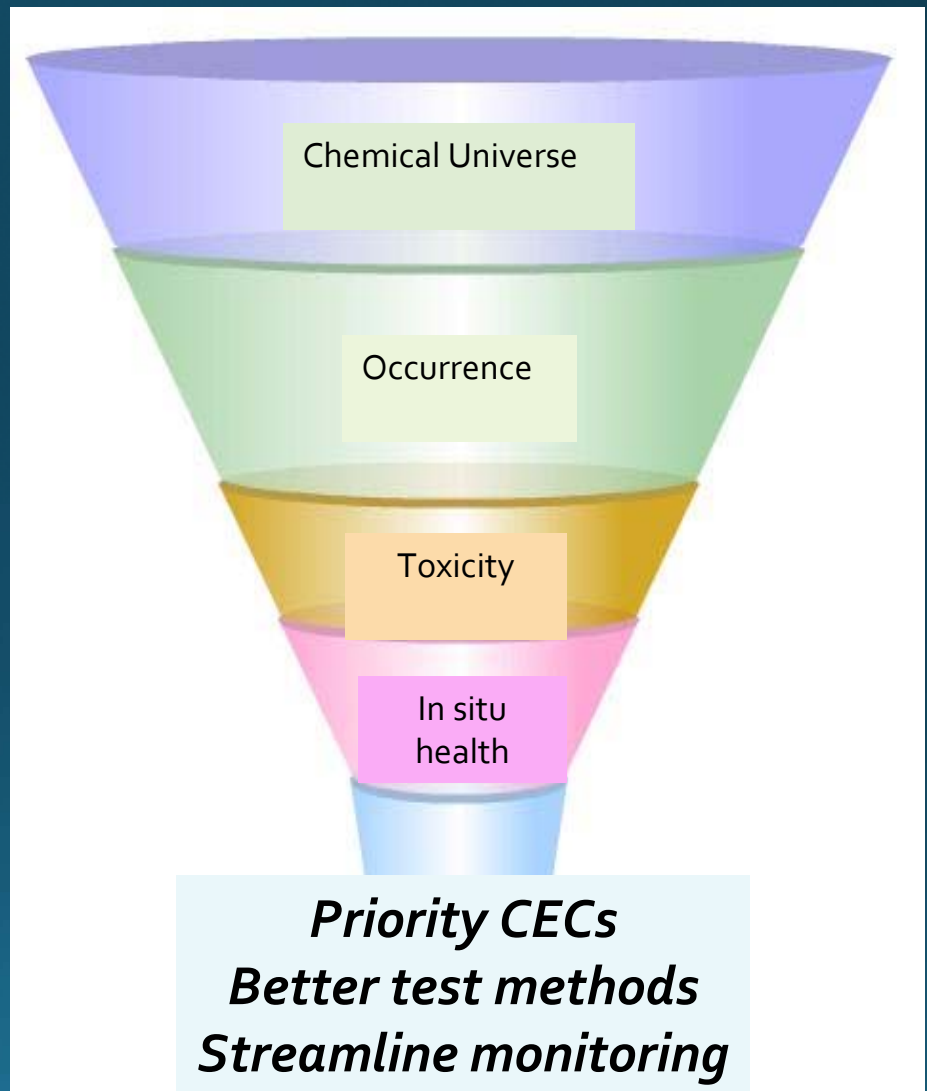 Chemical Universe
Occurrence
Toxicity
In situ
health
Priority CECs
Better test methods
Streamline monitoring